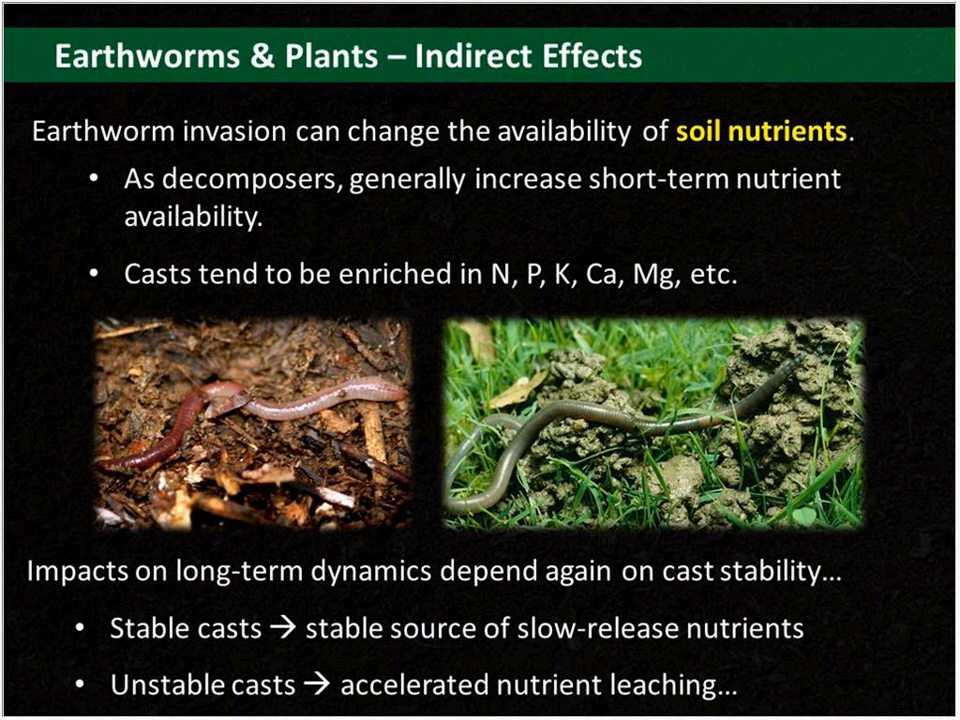 Earthworms & Plants – Indirect Effects
Earthworm invasion can change the availability of soil nutrients.
• As decomposers, generally increase short-term nutrient
availability.
• Casts tend to be enriched in N, P, K, Ca, Mg, etc.
Impacts on long-term dynamics depend again on cast stability…
• Stable casts → stable source of slow-release nutrients
• Unstable casts → accelerated nutrient leaching…